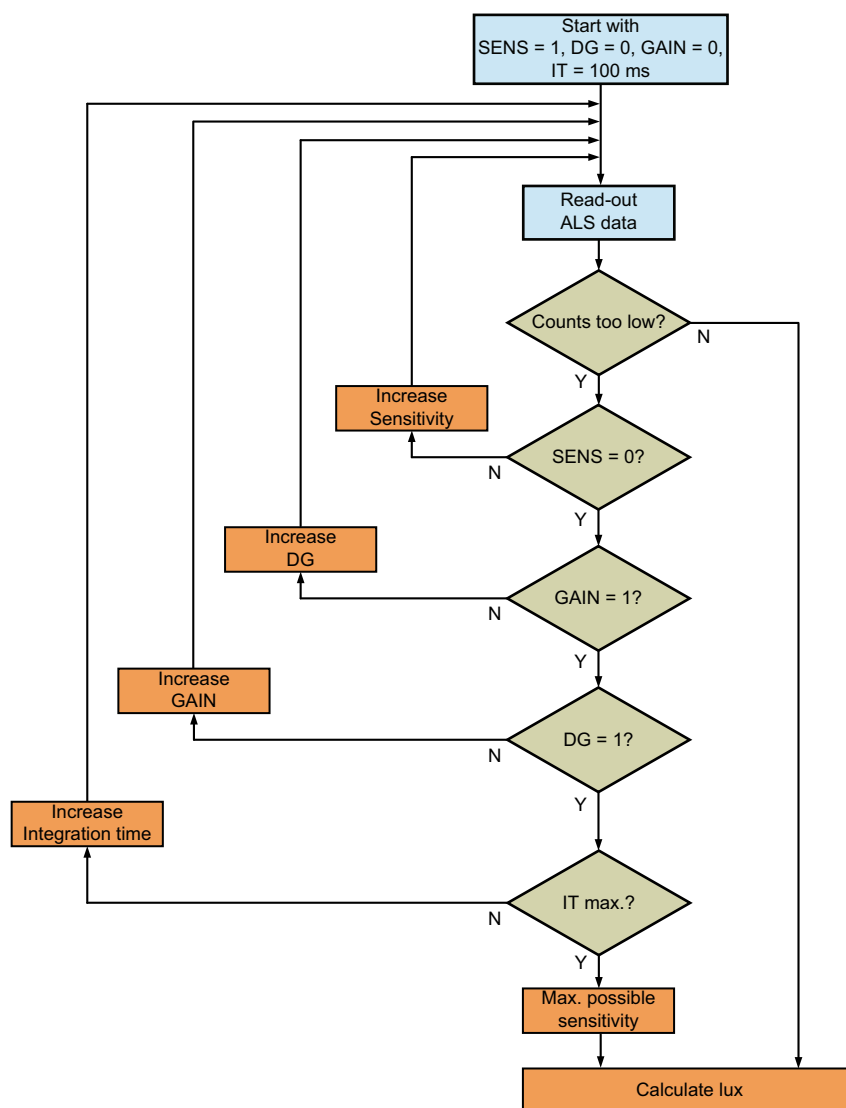 Start with
SENS = 1, DG = 0, GAIN = 0,
IT = 100 ms
Read-out
ALS data
Counts too low?
N
Y
Increase
Sensitivity
SENS = 0?
N
Y
Increase
DG
GAIN = 1?
N
Y
Increase
GAIN
DG = 1?
N
Y
Increase
Integration time
IT max.?
N
Y
Max. possible
sensitivity
Calculate lux